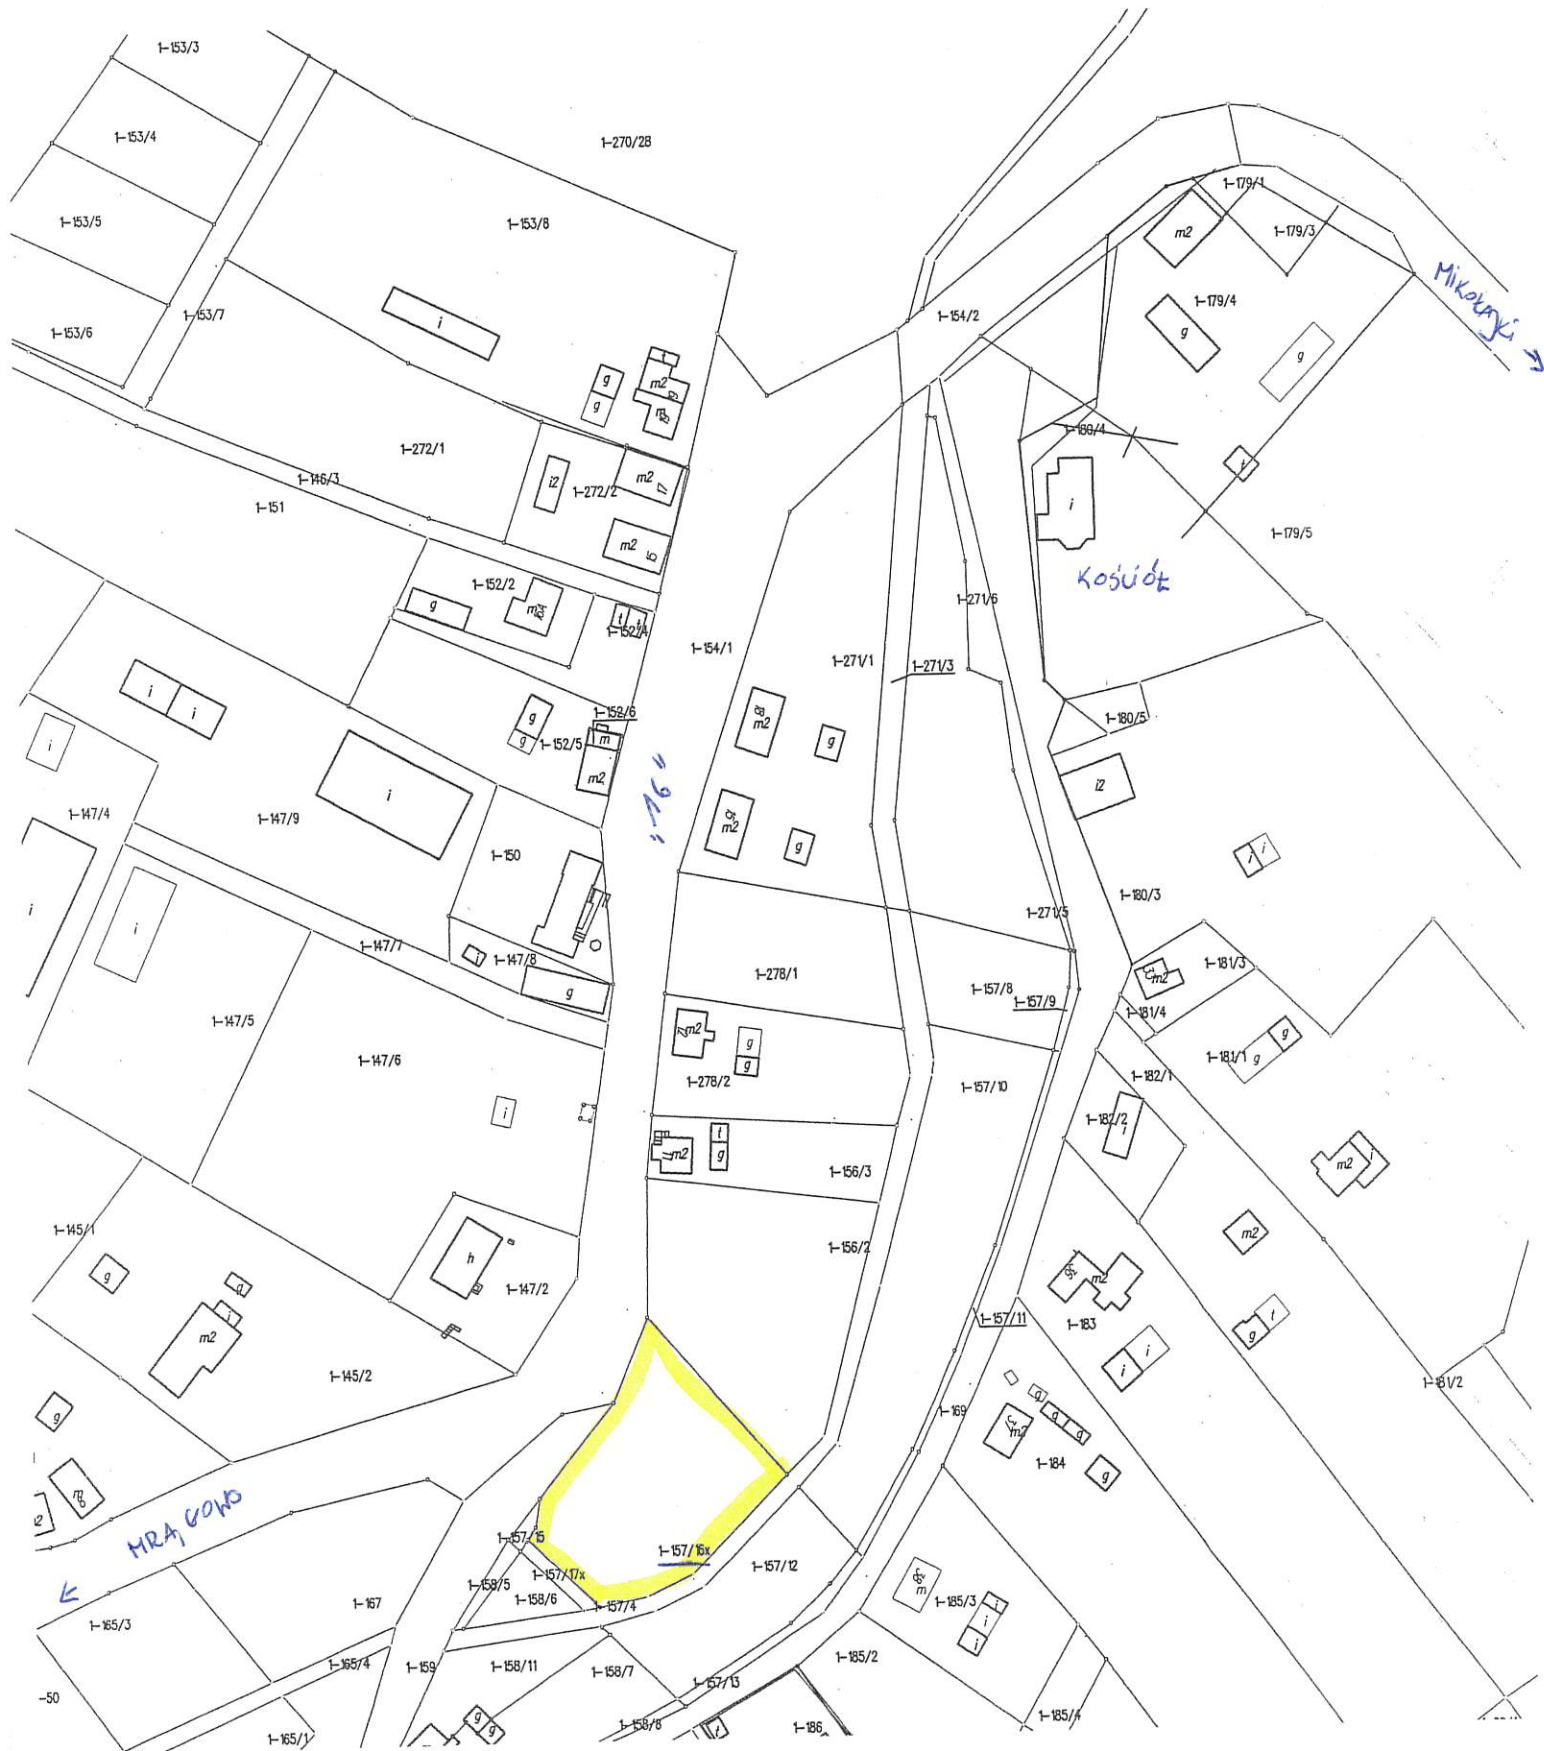 1-153/3
1-153/4
1-270/28
1-179/1
1-153/5
1-153/8
m2
1-179/3
Mikołajki
1-179/4
1-153/7
1-154/2
i
1-153/6
g
g
t
m2
g
g
1-272/1
1-180/4
1-146/3
i2
1-272/2
m2
17
t
1-151
i
m2
1-179/5
1-152/2
KOŚCIÓŁ
g
m2
t
t
1-152/4
1-271/6
1-154/1
1-271/1
1-271/3
i
i
1-152/6
g
g
1-152/5
m
m2
m2
g
1-180/5
i
"16"
i
i2
1-147/4
1-147/9
m2
g
1-150
i
i
1-180/3
i
i
1-271/5
1-147/7
i
1-147/8
g
1-278/1
1-157/8
1-157/9
m2
1-181/3
1-181/4
1-147/5
m2
g
g
1-181/1
g
g
1-147/6
1-278/2
1-157/10
1-182/1
i
1-182/2
i
t
g
11
m2
1-156/3
m2
i
1-145/1
1-156/2
m2
g
h
1-147/2
g
i
m2
m2
1-157/11
1-183
g
t
1-145/2
i
i
1-181/2
g
1-169
g
g
g
m2
1-184
g
m2
MRĄGOWO
1-157/15
1-157/16x
1-157/17x
1-157/12
1-158/5
1-158/6
1-157/4
m
1-185/3
i
i
i
1-167
1-165/3
1-165/4
1-159
1-158/11
1-158/7
1-157/13
1-185/2
-50
1-165/1
g
g
1-158/8
t
1-186
1-185/4